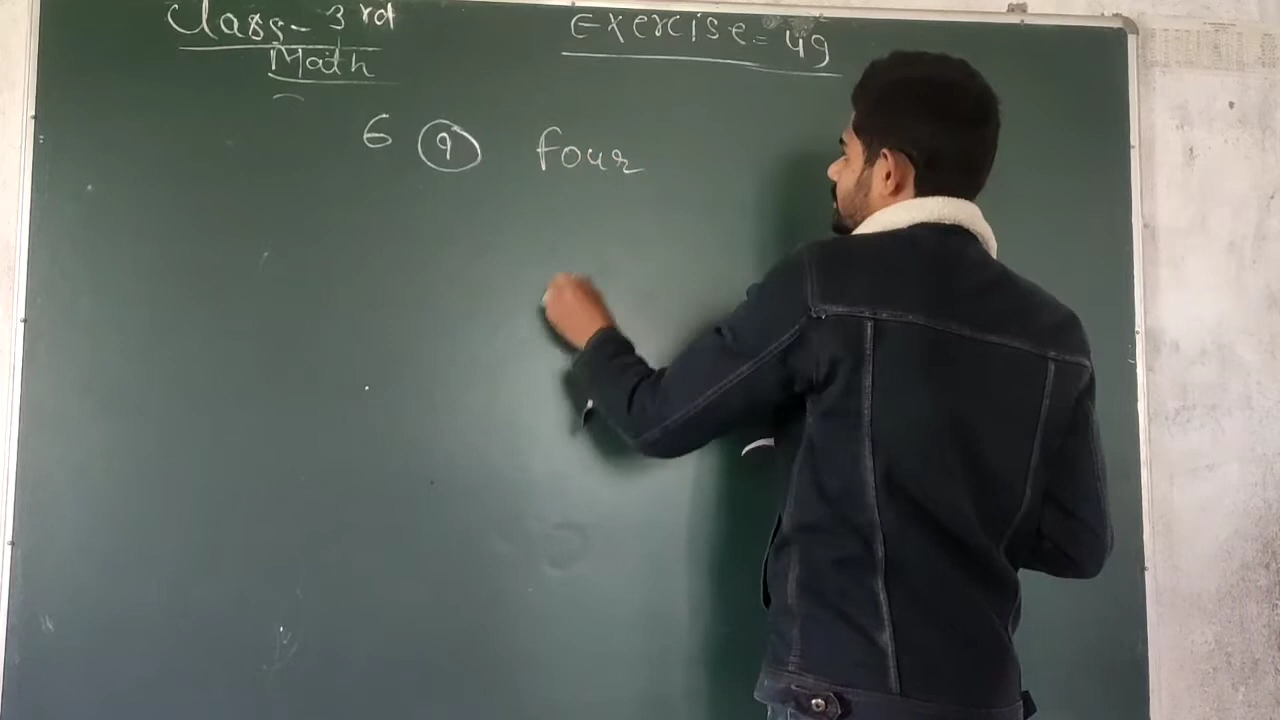 Class- 3rd
Exercise= 49
Math
6 (9) four